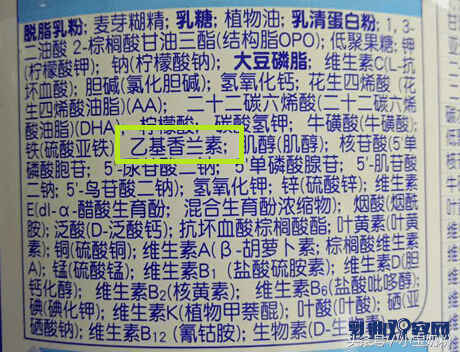 脱脂乳粉; 麦芽糊精; 乳糖; 植物油; 乳清蛋白粉; 1, 3-
二油酸 2-棕榈酸甘油三酯(结构脂OPO); 低聚果糖; 钾
(柠檬酸钾); 钠(柠檬酸钠); 大豆磷脂; 维生素C(L-抗
坏血酸); 胆碱(氯化胆碱); 氢氧化钙; 花生四烯酸(花
生四烯酸油脂)(AA); 二十二碳六烯酸(二十二碳六烯
酸油脂)(DHA); 柠檬酸; 碳酸氢钾; 牛磺酸(牛磺酸);
铁(硫酸亚铁); 乙基香兰素; 肌醇(肌醇); 核苷酸(5'单
磷酸胞苷; 5'-尿苷酸二钠; 5'单磷酸腺苷; 5'-肌苷酸
二钠; 5'-鸟苷酸二钠); 氢氧化钾; 锌(硫酸锌); 维生素
E(dl-α-醋酸生育酚, 混合生育酚浓缩物); 烟酸(烟酰
胺); 泛酸(D-泛酸钙); 抗坏血酸棕榈酸酯; 叶黄素(叶黄
素); 铜(硫酸铜); 维生素A(β-胡萝卜素; 棕榈酸维生素
A); 锰(硫酸锰); 维生素B₁ (盐酸硫胺素); 维生素D(胆
钙化醇); 维生素B₂(核黄素); 维生素B₆(盐酸吡哆醇);
碘(碘化钾); 维生素K(植物甲萘醌); 叶酸(叶酸); 硒(亚
硒酸钠); 维生素B₁₂ (氰钴胺); 生物素(D-生